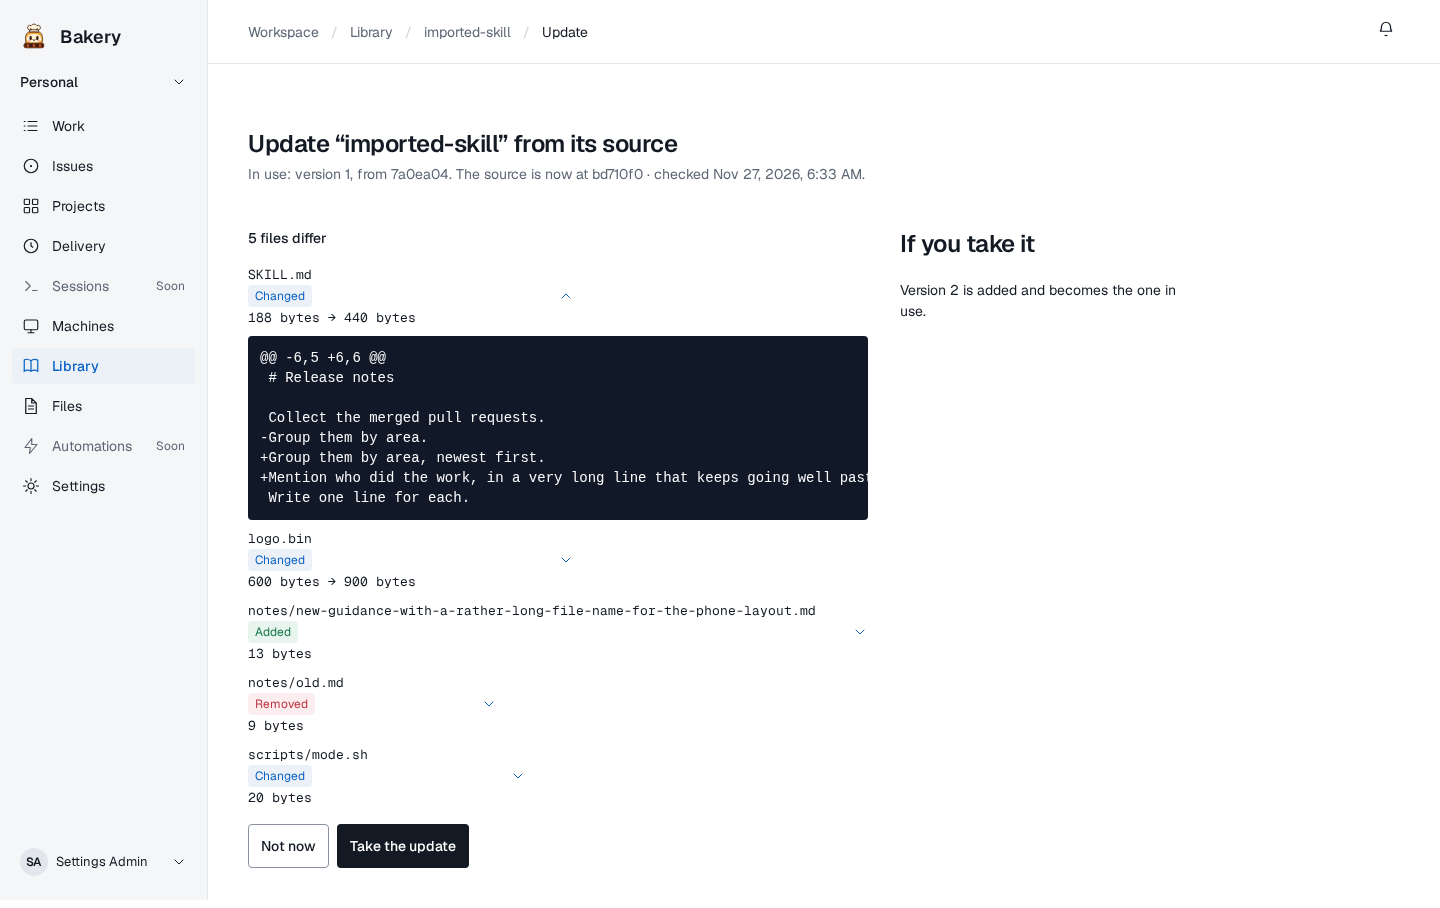 Bakery
Personal
Work
Issues
Projects
Delivery
Sessions Soon
Machines
Library
Files
Automations Soon
Settings
SA Settings Admin
Workspace / Library / imported-skill / Update
Update “imported-skill” from its source
In use: version 1, from 7a0ea04. The source is now at bd710f0 · checked Nov 27, 2026, 6:33 AM.
5 files differ
SKILL.md
Changed
188 bytes → 440 bytes
@@ -6,5 +6,6 @@
 # Release notes
 Collect the merged pull requests.
-Group them by area.
+Group them by area, newest first.
+Mention who did the work, in a very long line that keeps going well past
 Write one line for each.
logo.bin
Changed
600 bytes → 900 bytes
notes/new-guidance-with-a-rather-long-file-name-for-the-phone-layout.md
Added
13 bytes
notes/old.md
Removed
9 bytes
scripts/mode.sh
Changed
20 bytes
Not now
Take the update
If you take it
Version 2 is added and becomes the one in
use.